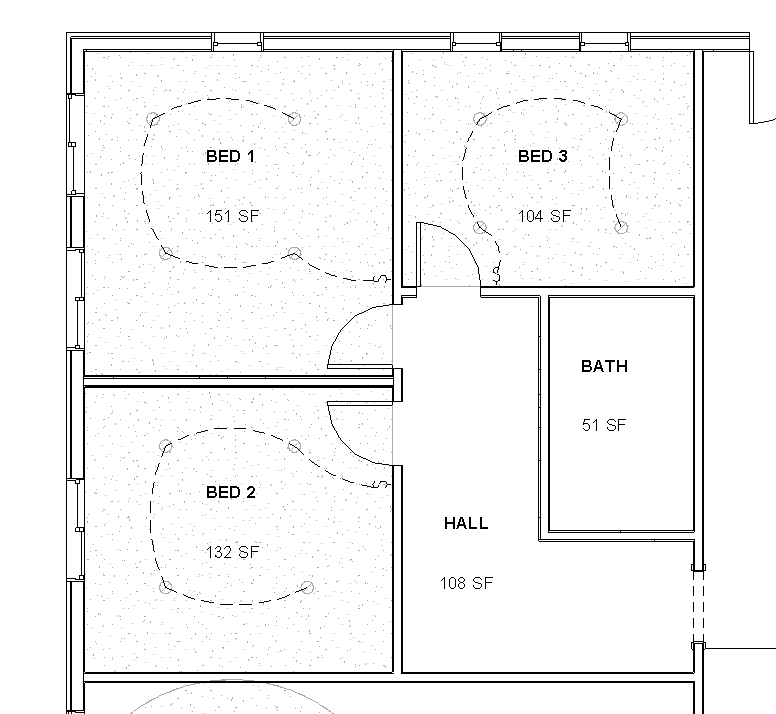 BED 1
151 SF
BED 3
104 SF
S
S
BATH
51 SF
BED 2
132 SF
S
HALL
108 SF